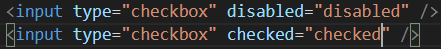 <input type="checkbox" disabled="disabled" />
<input type="checkbox" checked="checked" />